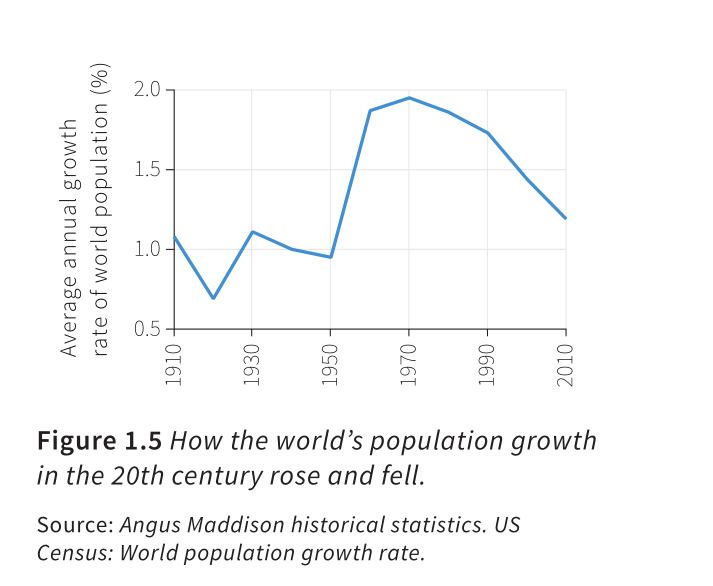 Average annual growth
rate of world population (%)
2.0
1.5
1.0
0.5
1910
1930
1950
1970
1990
2010
Figure 1.5 How the world’s population growth
in the 20th century rose and fell.
Source: Angus Maddison historical statistics. US
Census: World population growth rate.